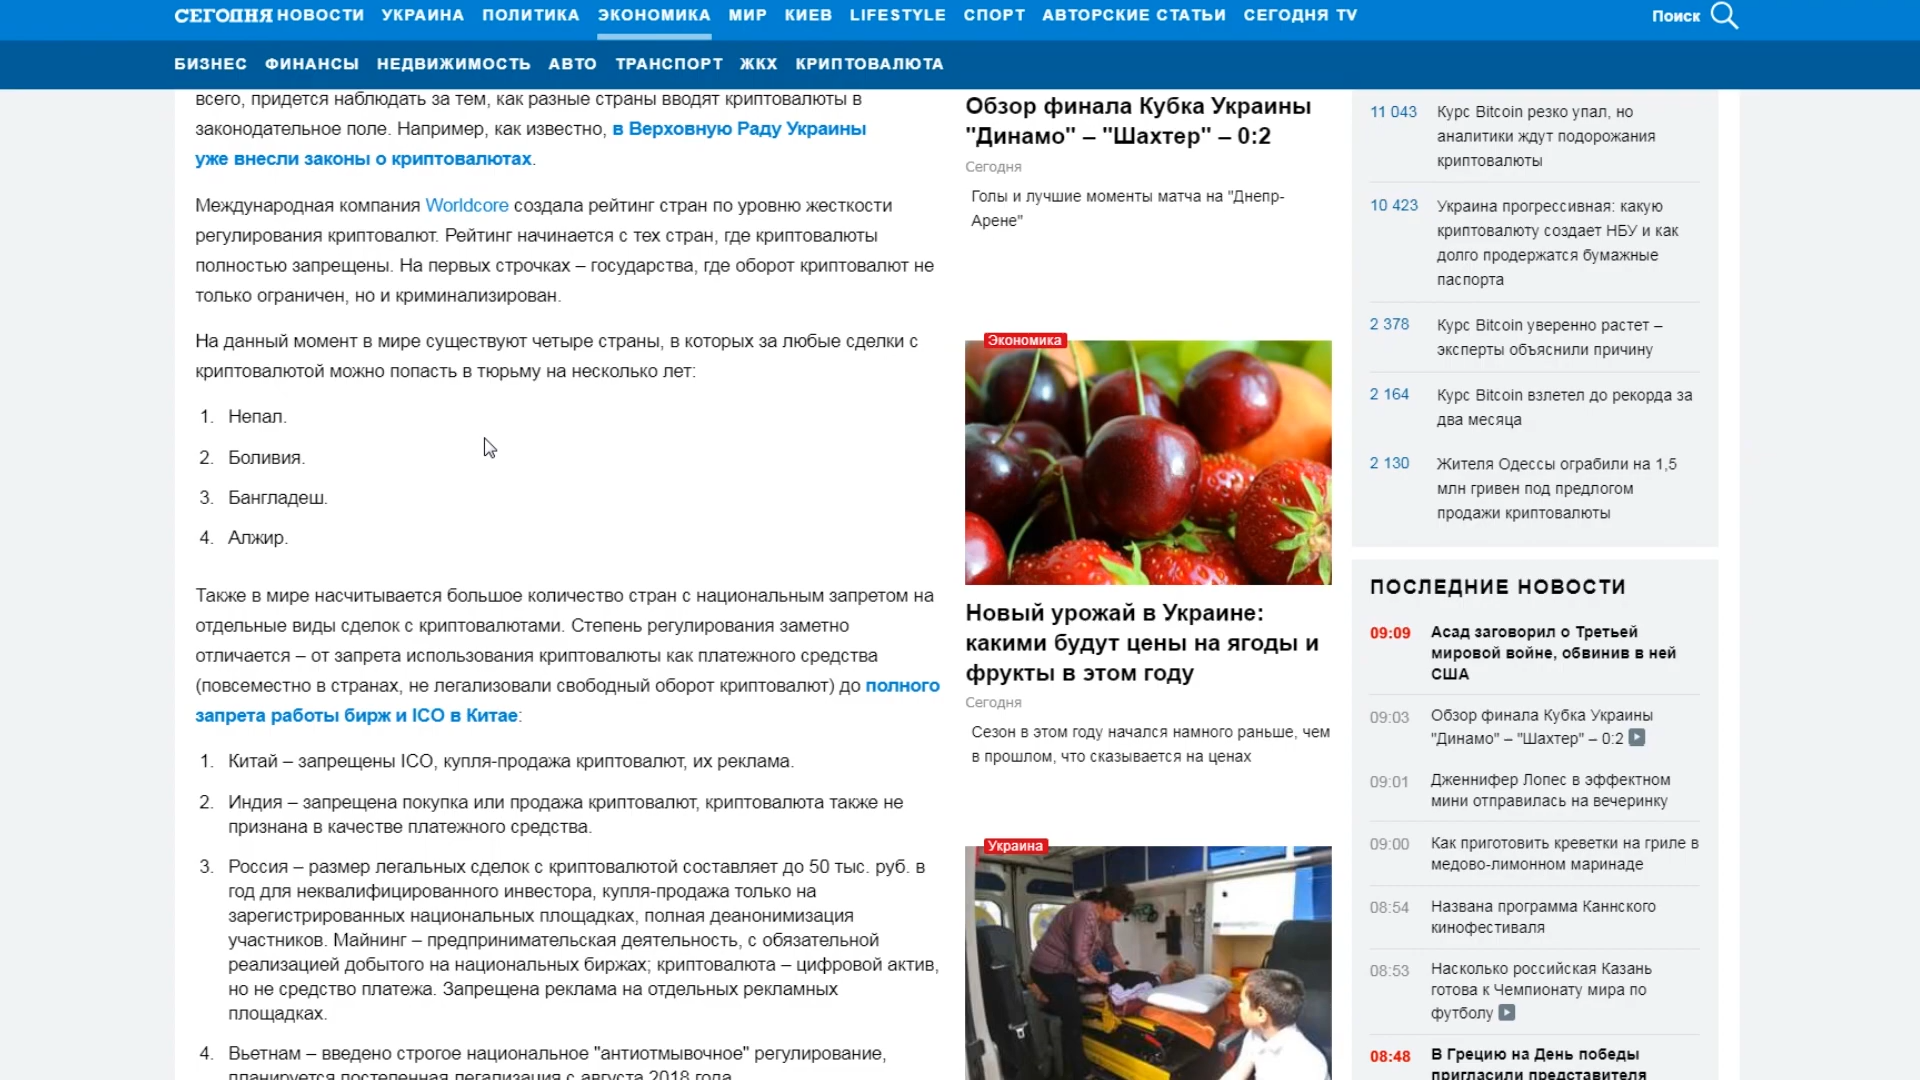 СЕГОДНЯ НОВОСТИ УКРАИНА ПОЛИТИКА ЭКОНОМИКА МИР КИЕВ LIFESTYLE СПОРТ АВТОРСКИЕ СТАТЬИ СЕГОДНЯ TV Поиск
БИЗНЕС ФИНАНСЫ НЕДВИЖИМОСТЬ АВТО ТРАНСПОРТ ЖКХ КРИПТОВАЛЮТА
всего, придется наблюдать за тем, как разные страны вводят криптовалюты в
законодательное поле. Например, как известно, в Верховную Раду Украины
уже внесли законы о криптовалютах.
Международная компания Worldcore создала рейтинг стран по уровню жесткости
регулирования криптовалют. Рейтинг начинается с тех стран, где криптовалюты
полностью запрещены. На первых строчках – государства, где оборот криптовалют не
только ограничен, но и криминализирован.
На данный момент в мире существуют четыре страны, в которых за любые сделки с
криптовалютой можно попасть в тюрьму на несколько лет:
1. Непал.
2. Боливия.
3. Бангладеш.
4. Алжир.
Также в мире насчитывается большое количество стран с национальным запретом на
отдельные виды сделок с криптовалютами. Степень регулирования заметно
отличается – от запрета использования криптовалюты как платежного средства
(повсеместно в странах, не легализовали свободный оборот криптовалют) до полного
запрета работы бирж и ICO в Китае:
1. Китай – запрещены ICO, купля-продажа криптовалют, их реклама.
2. Индия – запрещена покупка или продажа криптовалют, криптовалюта также не
признана в качестве платежного средства.
3. Россия – размер легальных сделок с криптовалютой составляет до 50 тыс. руб. в
год для неквалифицированного инвестора, купля-продажа только на
зарегистрированных национальных площадках, полная деанонимизация
участников. Майнинг – предпринимательская деятельность, с обязательной
реализацией добытого на национальных биржах; криптовалюта – цифровой актив,
но не средство платежа. Запрещена реклама на отдельных рекламных
площадках.
4. Вьетнам – введено строгое национальное "антиотмывочное" регулирование,
планируется постепенная легализация с августа 2018 года.
Обзор финала Кубка Украины
"Динамо" – "Шахтер" – 0:2
Сегодня
Голы и лучшие моменты матча на "Днепр-
Арене"
Экономика
Новый урожай в Украине:
какими будут цены на ягоды и
фрукты в этом году
Сегодня
Сезон в этом году начался намного раньше, чем
в прошлом, что сказывается на ценах
Украина
11 043 Курс Bitcoin резко упал, но
аналитики ждут подорожания
криптовалюты
10 423 Украина прогрессивная: какую
криптовалюту создает НБУ и как
долго продержатся бумажные
паспорта
2 378 Курс Bitcoin уверенно растет –
эксперты объяснили причину
2 164 Курс Bitcoin взлетел до рекорда за
два месяца
2 130 Жителя Одессы ограбили на 1,5
млн гривен под предлогом
продажи криптовалюты
ПОСЛЕДНИЕ НОВОСТИ
09:09 Асад заговорил о Третьей
мировой войне, обвинив в ней
США
09:03 Обзор финала Кубка Украины
"Динамо" – "Шахтер" – 0:2
09:01 Дженнифер Лопес в эффектном
мини отправилась на вечеринку
09:00 Как приготовить креветки на гриле в
медово-лимонном маринаде
08:54 Названа программа Каннского
кинофестиваля
08:53 Насколько российская Казань
готова к Чемпионату мира по
футболу
08:48 В Грецию на День победы
пригласили представителя